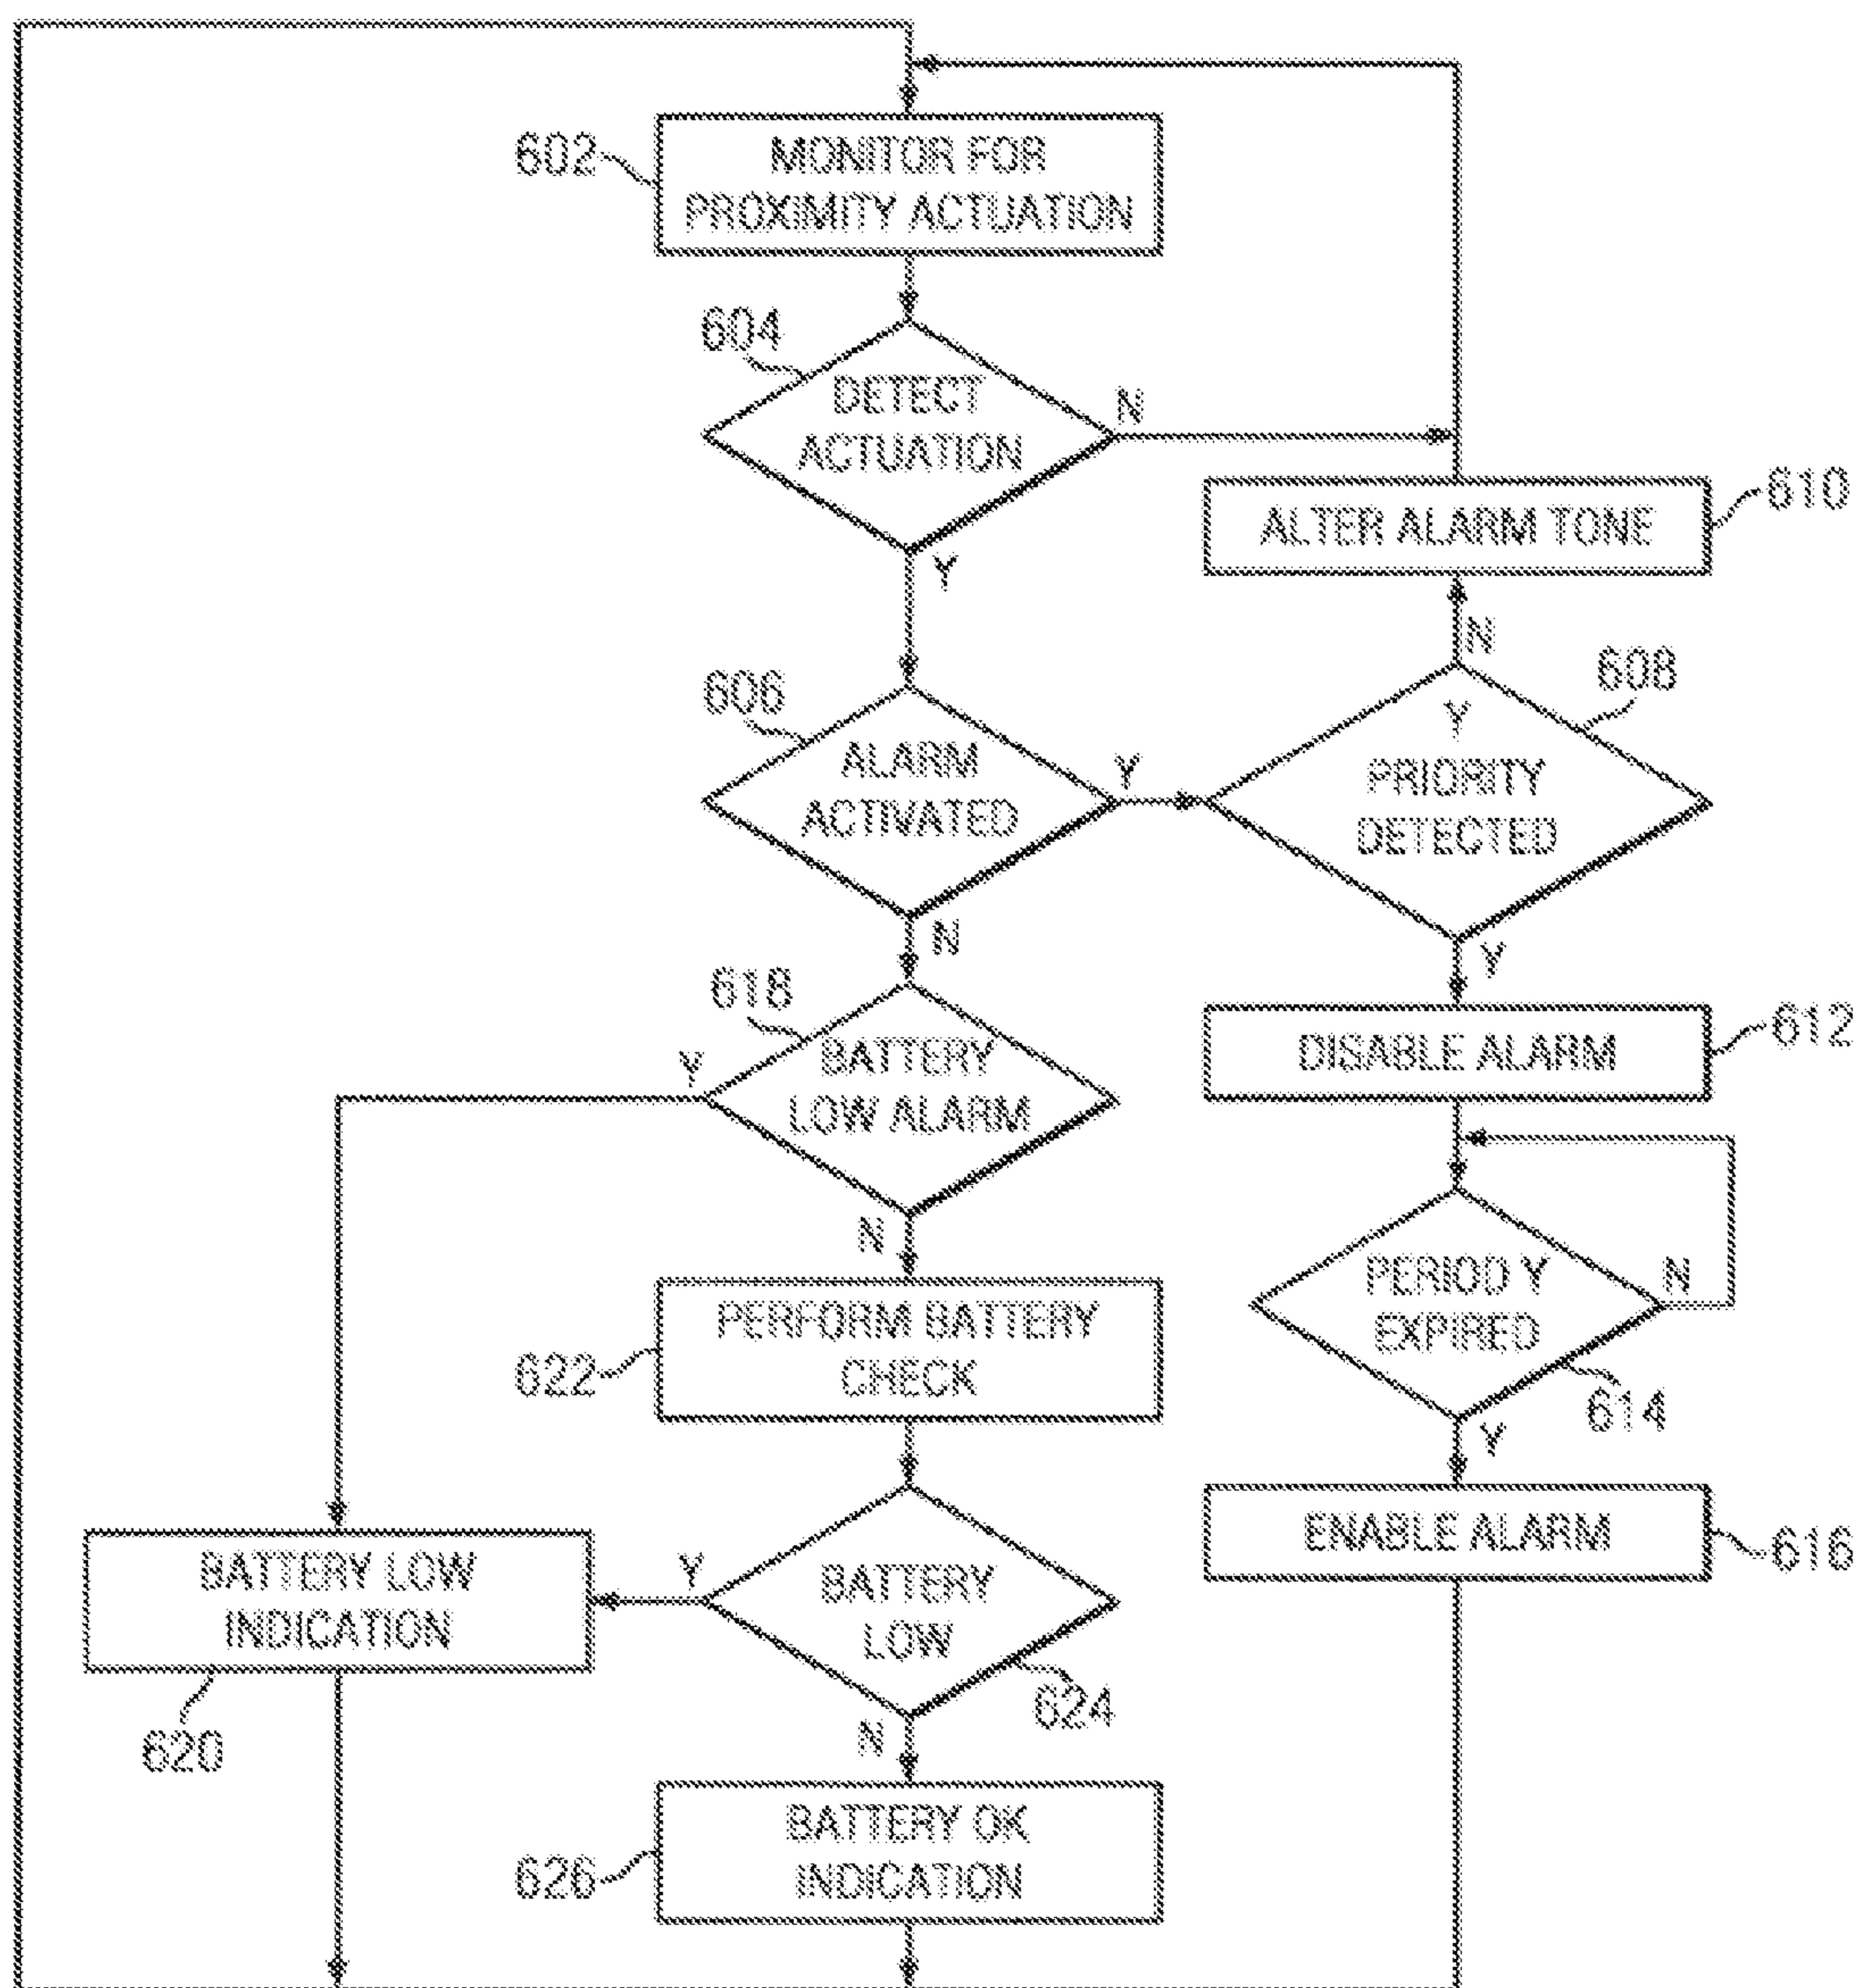 602
MONITOR FOR
PROXIMITY ACTUATION
604
DETECT
ACTUATION
N
Y
610
ALTER ALARM TONE
N
606
ALARM
ACTIVATED
Y
N
608
Y
PRIORITY
DETECTED
Y
612
DISABLE ALARM
618
BATTERY
LOW ALARM
Y
N
PERIOD Y
EXPIRED
N
614
Y
622
PERFORM BATTERY
CHECK
616
ENABLE ALARM
BATTERY LOW
INDICATION
620
Y
BATTERY
LOW
624
N
626
BATTERY OK
INDICATION